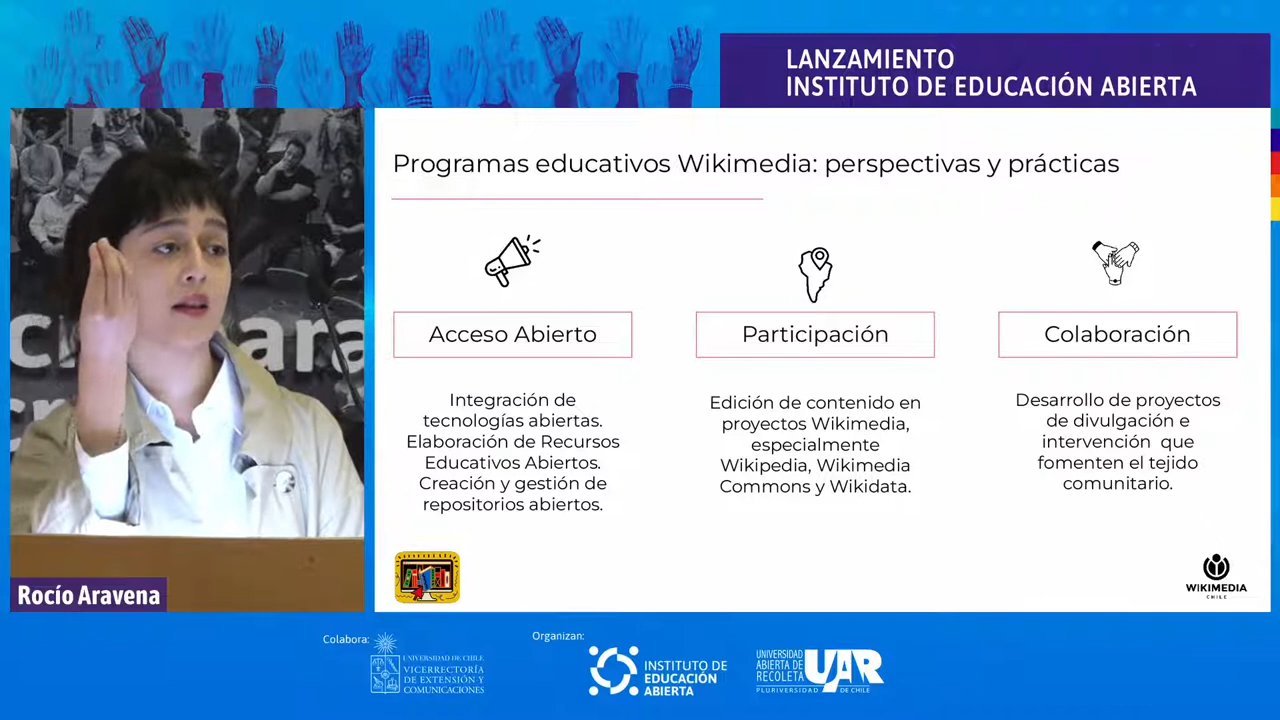 LANZAMIENTO
INSTITUTO DE EDUCACIÓN ABIERTA
Programas educativos Wikimedia: perspectivas y prácticas
Acceso Abierto
Integración de
tecnologías abiertas.
Elaboración de Recursos
Educativos Abiertos.
Creación y gestión de
repositorios abiertos.
Participación
Edición de contenido en
proyectos Wikimedia,
especialmente
Wikipedia, Wikimedia
Commons y Wikidata.
Colaboración
Desarrollo de proyectos
de divulgación e
intervención que
fomenten el tejido
comunitario.
WIKIMEDIA
CHILE
Rocío Aravena
Colabora:
UNIVERSIDAD DE CHILE
VICERRECTORÍA
DE EXTENSIÓN Y
COMUNICACIONES
Organizan:
INSTITUTO DE
EDUCACIÓN
ABIERTA
UNIVERSIDAD
ABIERTA DE
RECOLETA
UAR
PLURIVERSIDAD DE CHILE